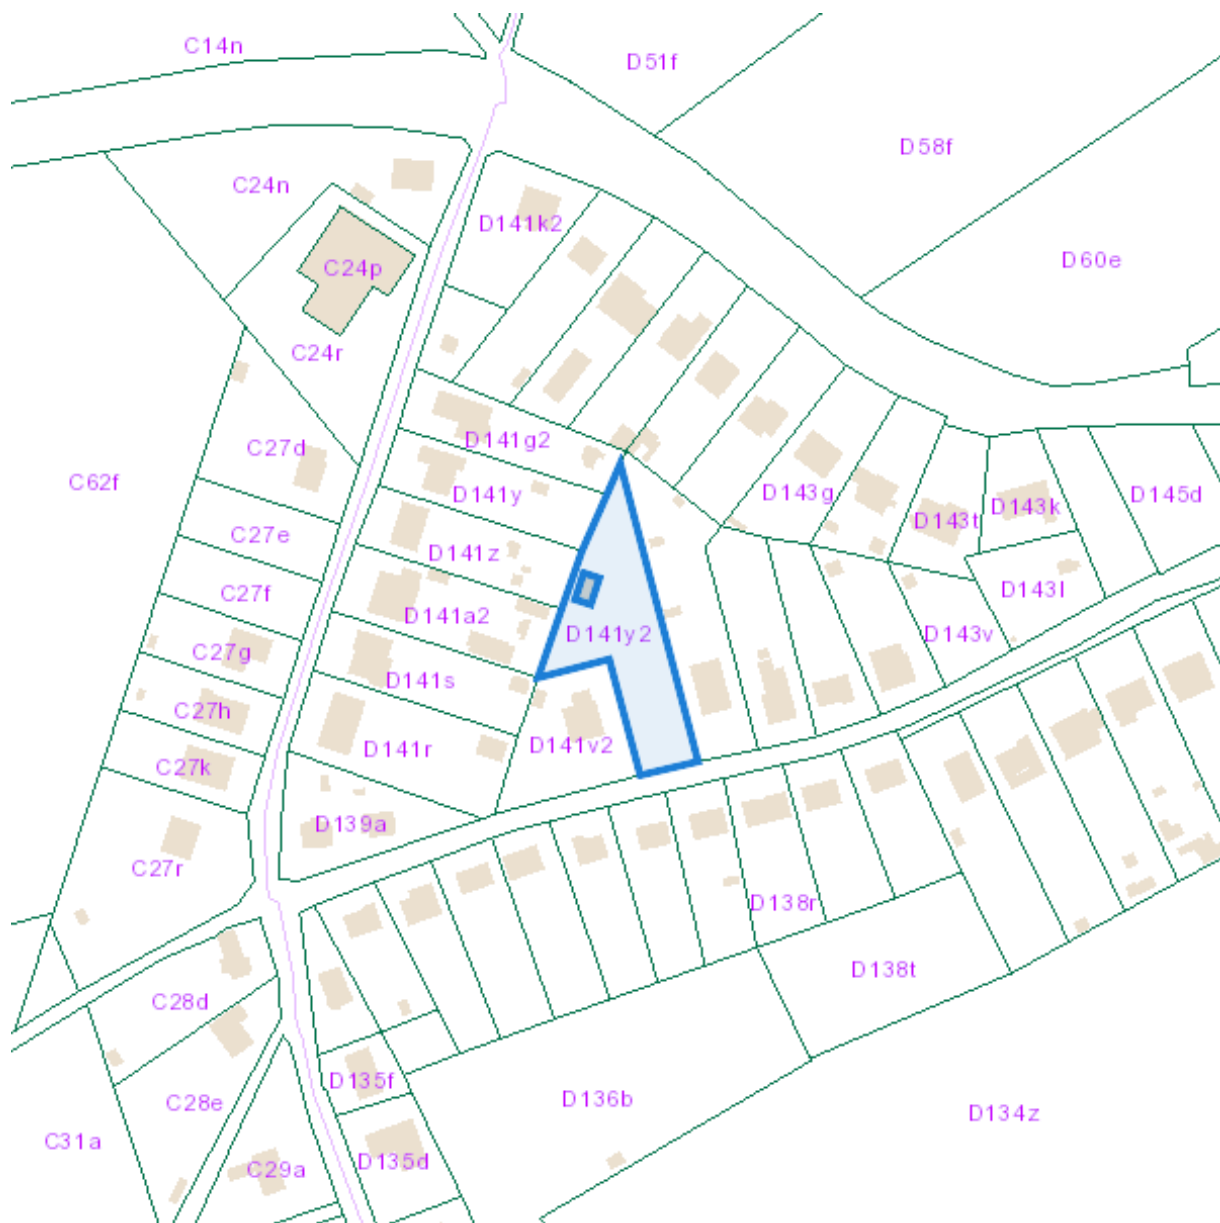 C14n
D51f
D58f
C24n
D141k2
D60e
C24p
C24r
D141g2
C27d
C62f
D141y
D143g
D145d
D143k
D143t
C27e
D141z
C27f
D143l
D141a2
D141y2
D143v
C27g
D141s
C27h
D141v2
D141r
C27k
D139a
C27r
D138r
D138t
C28d
D135f
D136b
C28e
D134z
C31a
D135d
C29a